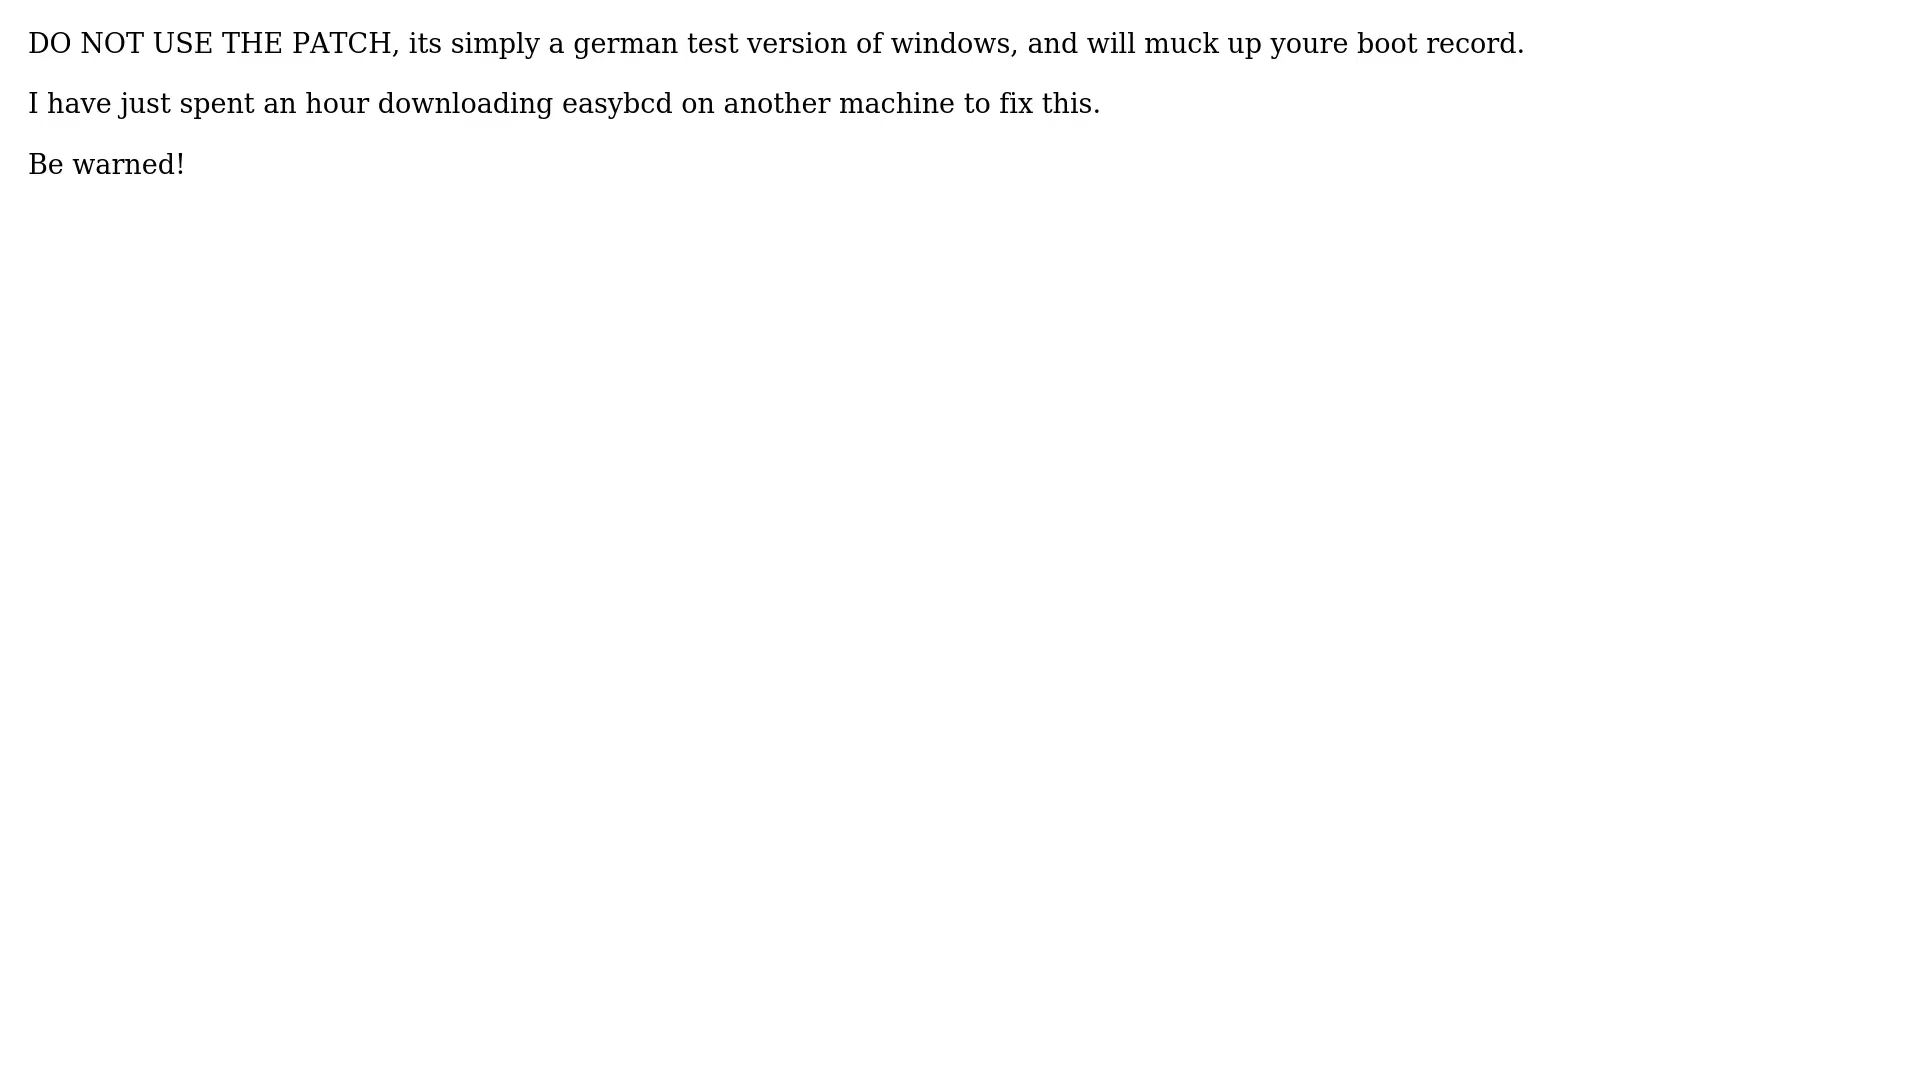 DO NOT USE THE PATCH, its simply a german test version of windows, and will muck up youre boot record.
I have just spent an hour downloading easybcd on another machine to fix this.
Be warned!